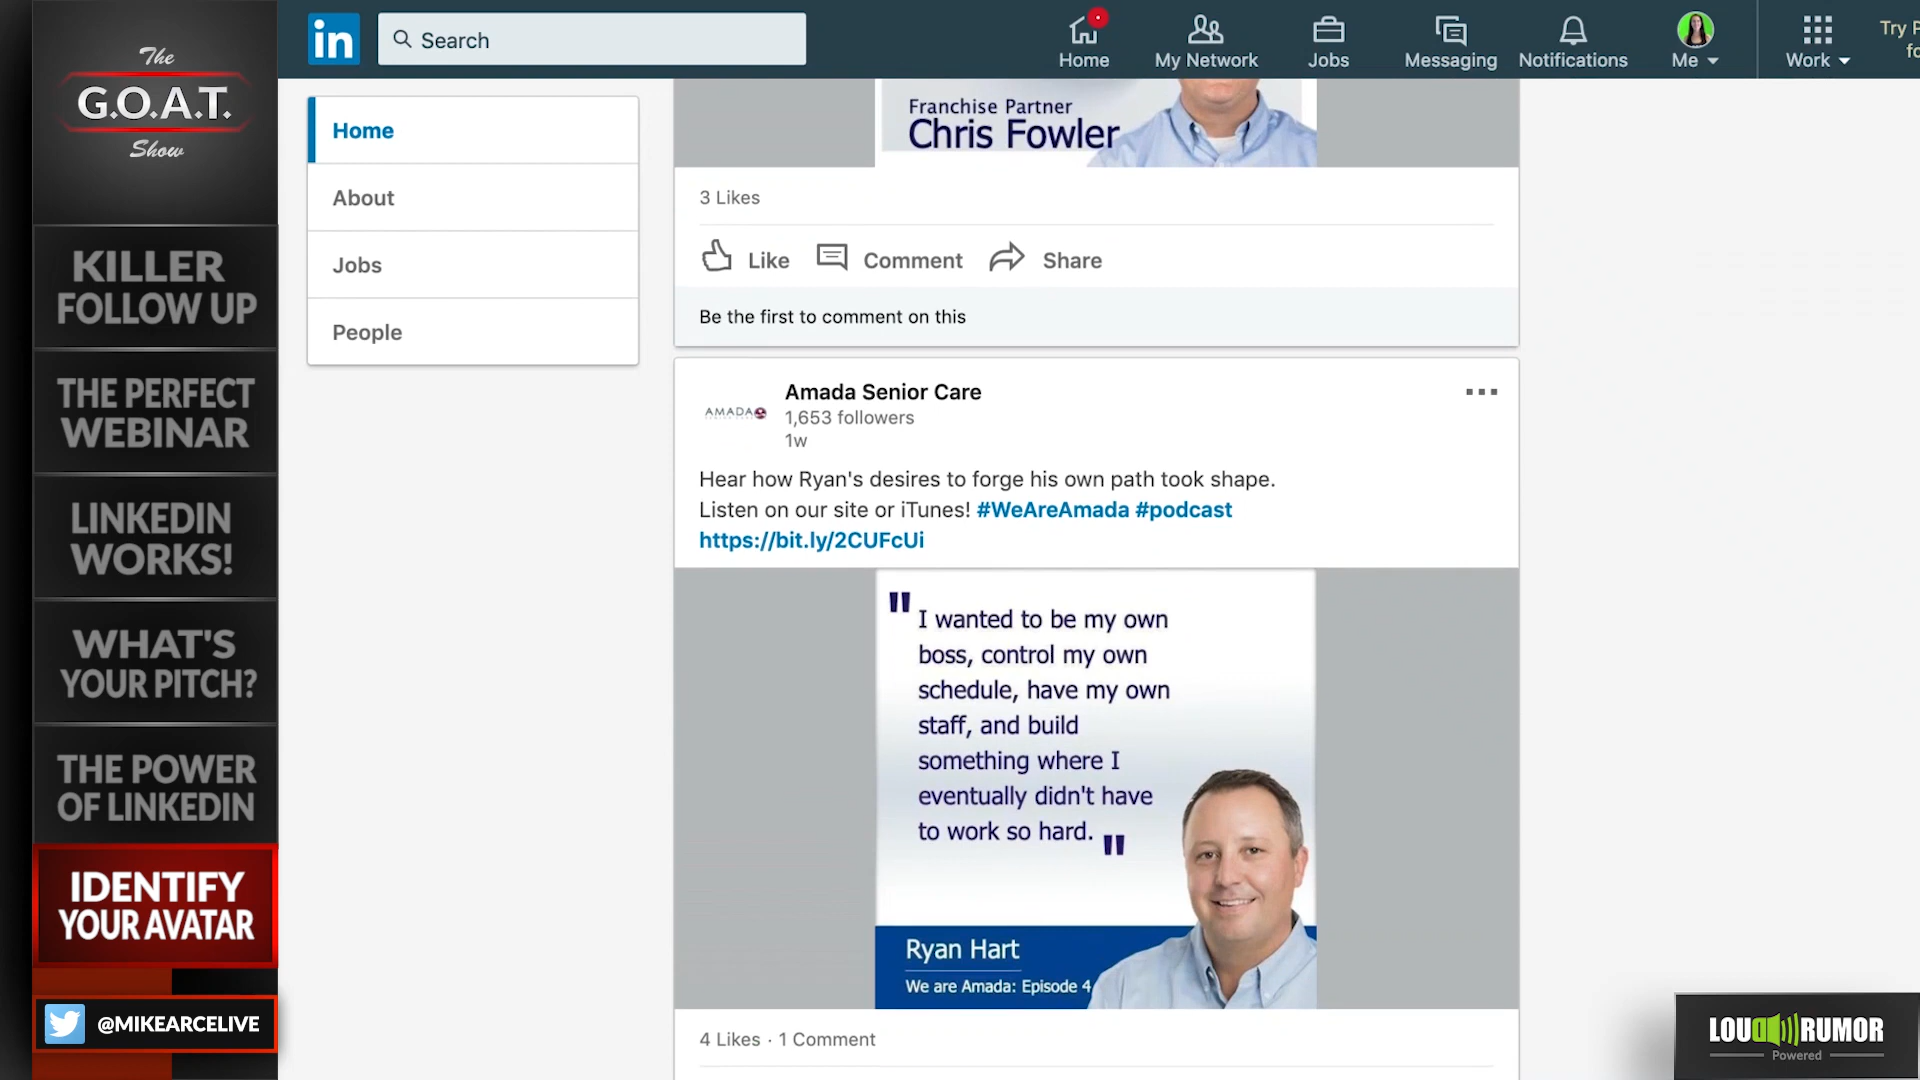 The
G.O.A.T.
Show
KILLER
FOLLOW UP
THE PERFECT
WEBINAR
LINKEDIN
WORKS!
WHAT'S
YOUR PITCH?
THE POWER
OF LINKEDIN
IDENTIFY
YOUR AVATAR
@MIKEARCELIVE
in
Search
Home
My Network
Jobs
Messaging
Notifications
Me
Work
Try
Home
About
Jobs
People
Franchise Partner
Chris Fowler
3 Likes
Like
Comment
Share
Be the first to comment on this
AMADA
Amada Senior Care
1,653 followers
1w
Hear how Ryan's desires to forge his own path took shape.
Listen on our site or iTunes! #WeAreAmada #podcast
https://bit.ly/2CUFcUi
"I wanted to be my own
boss, control my own
schedule, have my own
staff, and build
something where I
eventually didn't have
to work so hard."
Ryan Hart
We are Amada: Episode 4
4 Likes · 1 Comment
LOUD RUMOR
Powered